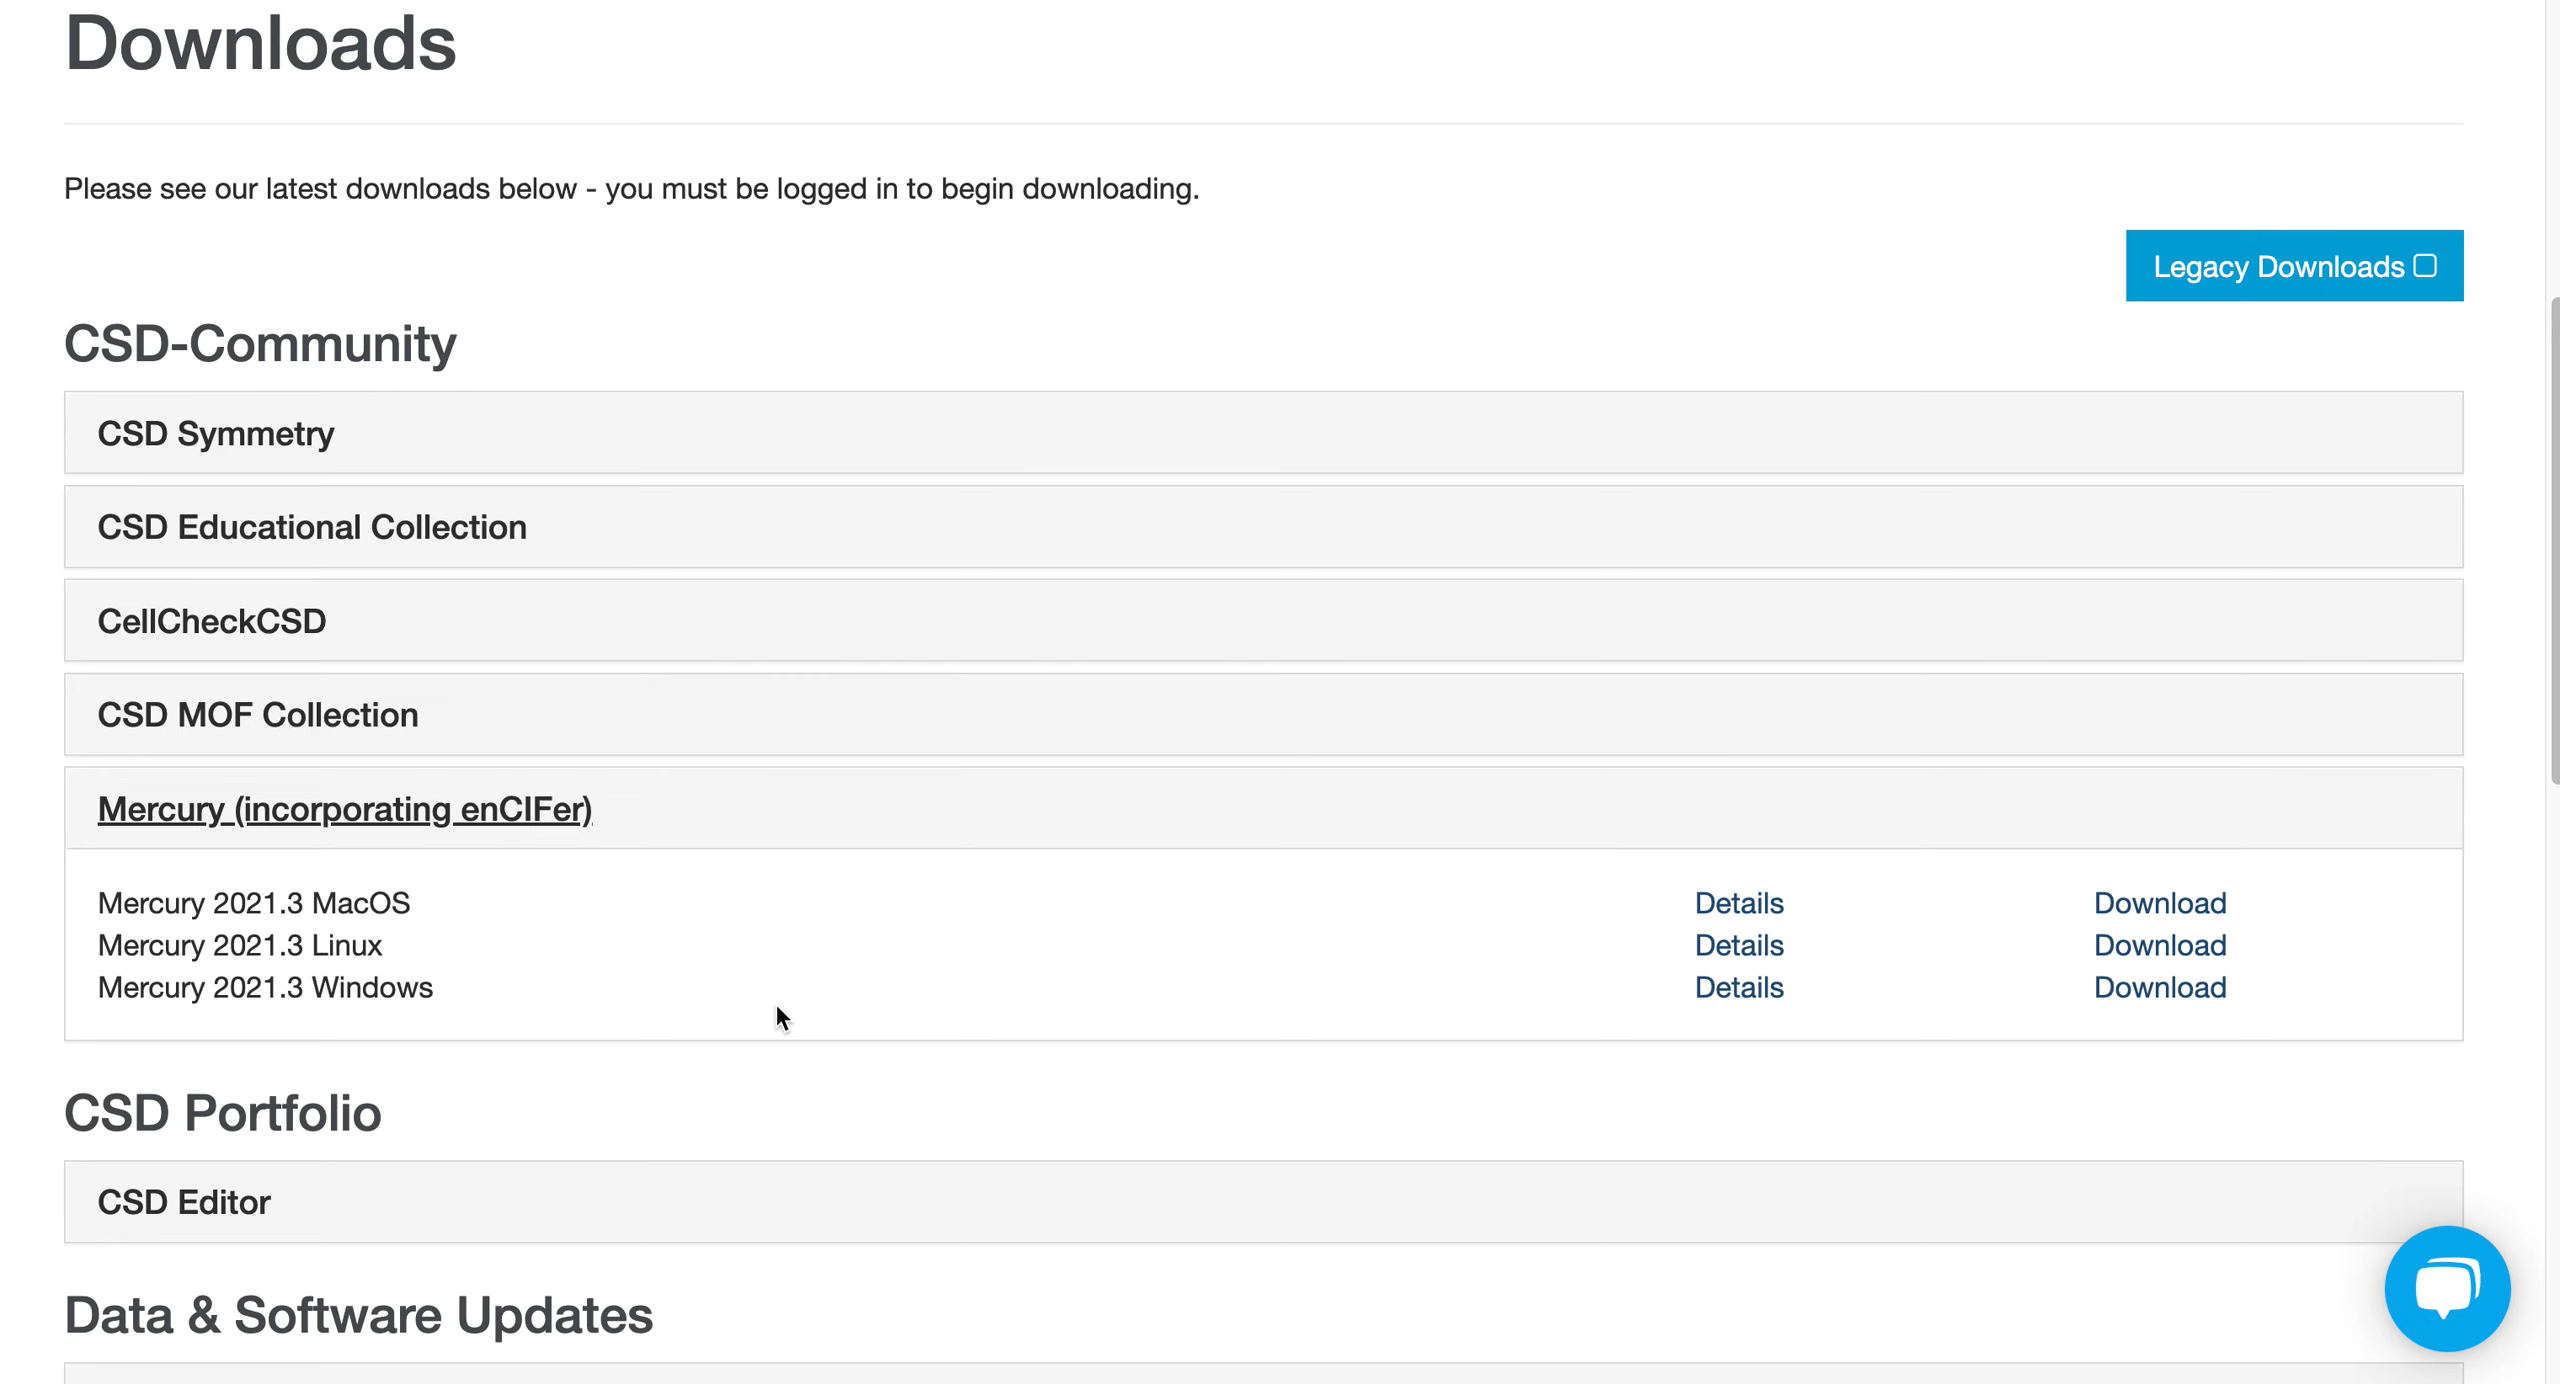 Downloads
Please see our latest downloads below - you must be logged in to begin downloading.
Legacy Downloads
CSD-Community
CSD Symmetry
CSD Educational Collection
CellCheckCSD
CSD MOF Collection
Mercury (incorporating enCIFer)
Mercury 2021.3 MacOS Details Download
Mercury 2021.3 Linux Details Download
Mercury 2021.3 Windows Details Download
CSD Portfolio
CSD Editor
Data & Software Updates